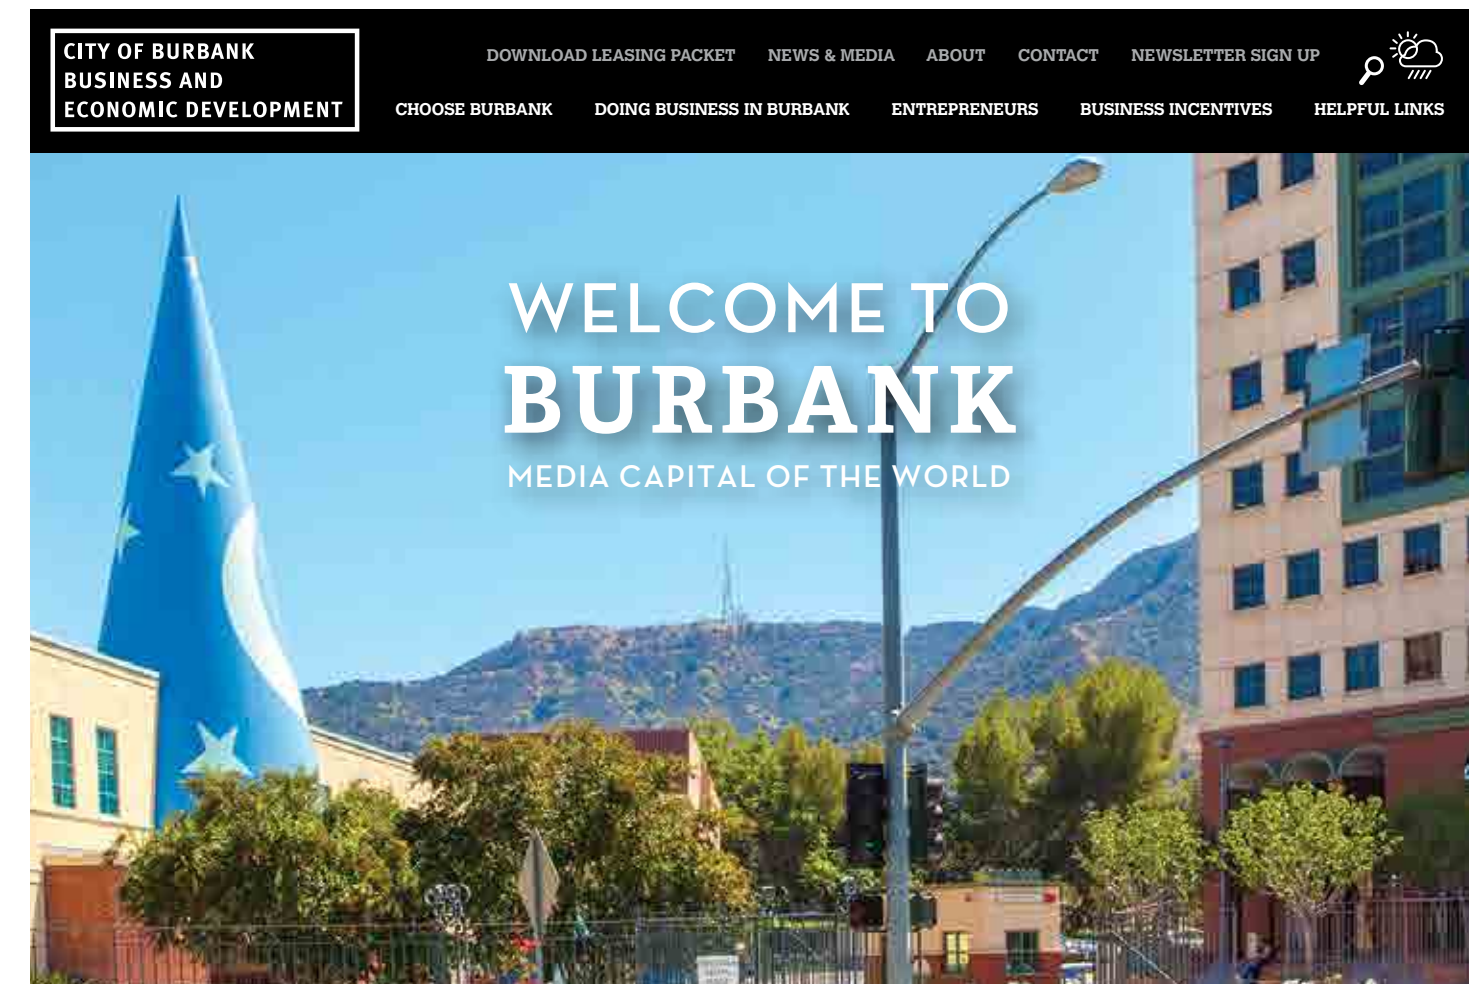 CITY OF BURBANK
BUSINESS AND
ECONOMIC DEVELOPMENT
DOWNLOAD LEASING PACKET NEWS & MEDIA ABOUT CONTACT NEWSLETTER SIGN UP
CHOOSE BURBANK DOING BUSINESS IN BURBANK ENTREPRENEURS BUSINESS INCENTIVES HELPFUL LINKS
WELCOME TO
BURBANK
MEDIA CAPITAL OF THE WORLD